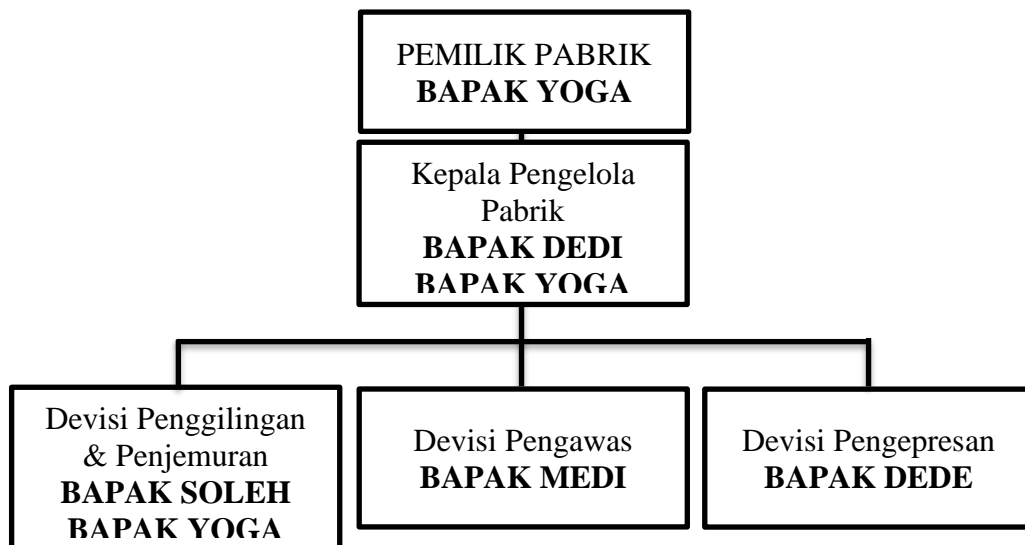 PEMILIK PABRIK
BAPAK YOGA
Kepala Pengelola
Pabrik
BAPAK DEDI
BAPAK YOGA
Devisi Penggilingan
& Penjemuran
BAPAK SOLEH
BAPAK YOGA
Devisi Pengawas
BAPAK MEDI
Devisi Pengepresan
BAPAK DEDE